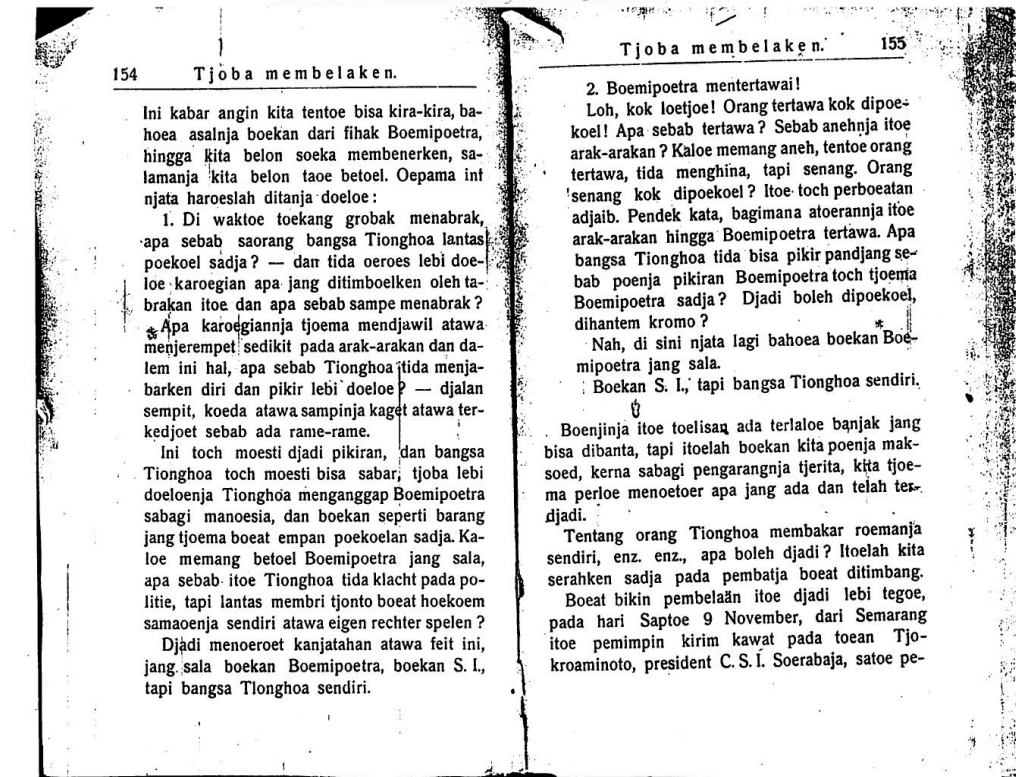 154 Tjoba membelaken.
Ini kabar angin kita tentoe bisa kira-kira, ba-
hoea asalnja boekan dari fihak Boemipoetra,
hingga kita belon soeka membenerken, sa-
lamanja kita belon taoe betoel. Oepama ini
njata haroeslah ditanja doeloe:
1. Di waktoe toekang grobak menabrak,
apa sebab saorang bangsa Tionghoa lantas
poekoel sadja? — dan tida oeroes lebi doe-
loe karoegian apa jang ditimboelken oleh ta-
brakan itoe dan apa sebab sampe menabrak?
Apa karoegiannja tjoema mendjawil atawa
menjerempet sedikit pada arak-arakan dan da-
lem ini hal, apa sebab Tionghoa tida menja-
barken diri dan pikir lebi doeloe? — djalan
sempit, koeda atawa sampinja kaget atawa ter-
kedjoet sebab ada rame-rame.
Ini toch moesti djadi pikiran, dan bangsa
Tionghoa toch moesti bisa sabar; tjoba lebi
doeloenja Tionghoa menganggap Boemipoetra
sabagi manoesia, dan boekan seperti barang
jang tjoema boeat empan poekoelan sadja. Ka-
loe memang betoel Boemipoetra jang sala,
apa sebab itoe Tionghoa tida klacht pada po-
litie, tapi lantas membri tjonto boeat hoekoem
samaoenja sendiri atawa eigen rechter spelen?
Djadi menoeroet kanjatahan atawa feit ini,
jang sala boekan Boemipoetra, boekan S. I.,
tapi bangsa Tlonghoa sendiri.
Tjoba membelaken. 155
2. Boemipoetra mentertawai!
Loh, kok loetjoe! Orang tertawa kok dipoe-
koel! Apa sebab tertawa? Sebab anehnja itoe
arak-arakan? Kaloe memang aneh, tentoe orang
tertawa, tida menghina, tapi senang. Orang
senang kok dipoekoel? Itoe toch perboeatan
adjaib. Pendek kata, bagimana atoerannja itoe
arak-arakan hingga Boemipoetra tertawa. Apa
bangsa Tionghoa tida bisa pikir pandjang se-
bab poenja pikiran Boemipoetra toch tjoema
Boemipoetra sadja? Djadi boleh dipoekoel,
dihantem kromo?
Nah, di sini njata lagi bahoea boekan Boe-
mipoetra jang sala.
Boekan S. I., tapi bangsa Tionghoa sendiri.
Boenjinja itoe toelisan ada terlaloe banjak jang
bisa dibanta, tapi itoelah boekan kita poenja mak-
soed, kerna sabagi pengarangnja tjerita, kita tjoe-
ma perloe menoetoer apa jang ada dan telah ter-
djadi.
Tentang orang Tionghoa membakar roemanja
sendiri, enz. enz., apa boleh djadi? Itoelah kita
serahken sadja pada pembatja boeat ditimbang.
Boeat bikin pembelaän itoe djadi lebi tegoe,
pada hari Saptoe 9 November, dari Semarang
itoe pemimpin kirim kawat pada toean Tjo-
kroaminoto, president C. S. I. Soerabaja, satoe pe-